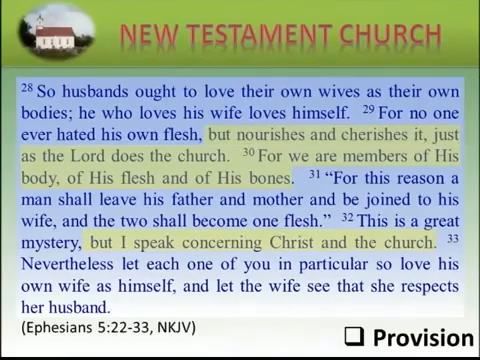 NEW TESTAMENT CHURCH
28 So husbands ought to love their own wives as their own
bodies; he who loves his wife loves himself. 29 For no one
ever hated his own flesh, but nourishes and cherishes it, just
as the Lord does the church. 30 For we are members of His
body, of His flesh and of His bones. 31 “For this reason a
man shall leave his father and mother and be joined to his
wife, and the two shall become one flesh.” 32 This is a great
mystery, but I speak concerning Christ and the church. 33
Nevertheless let each one of you in particular so love his
own wife as himself, and let the wife see that she respects
her husband.
(Ephesians 5:22-33, NKJV)
❑ Provision